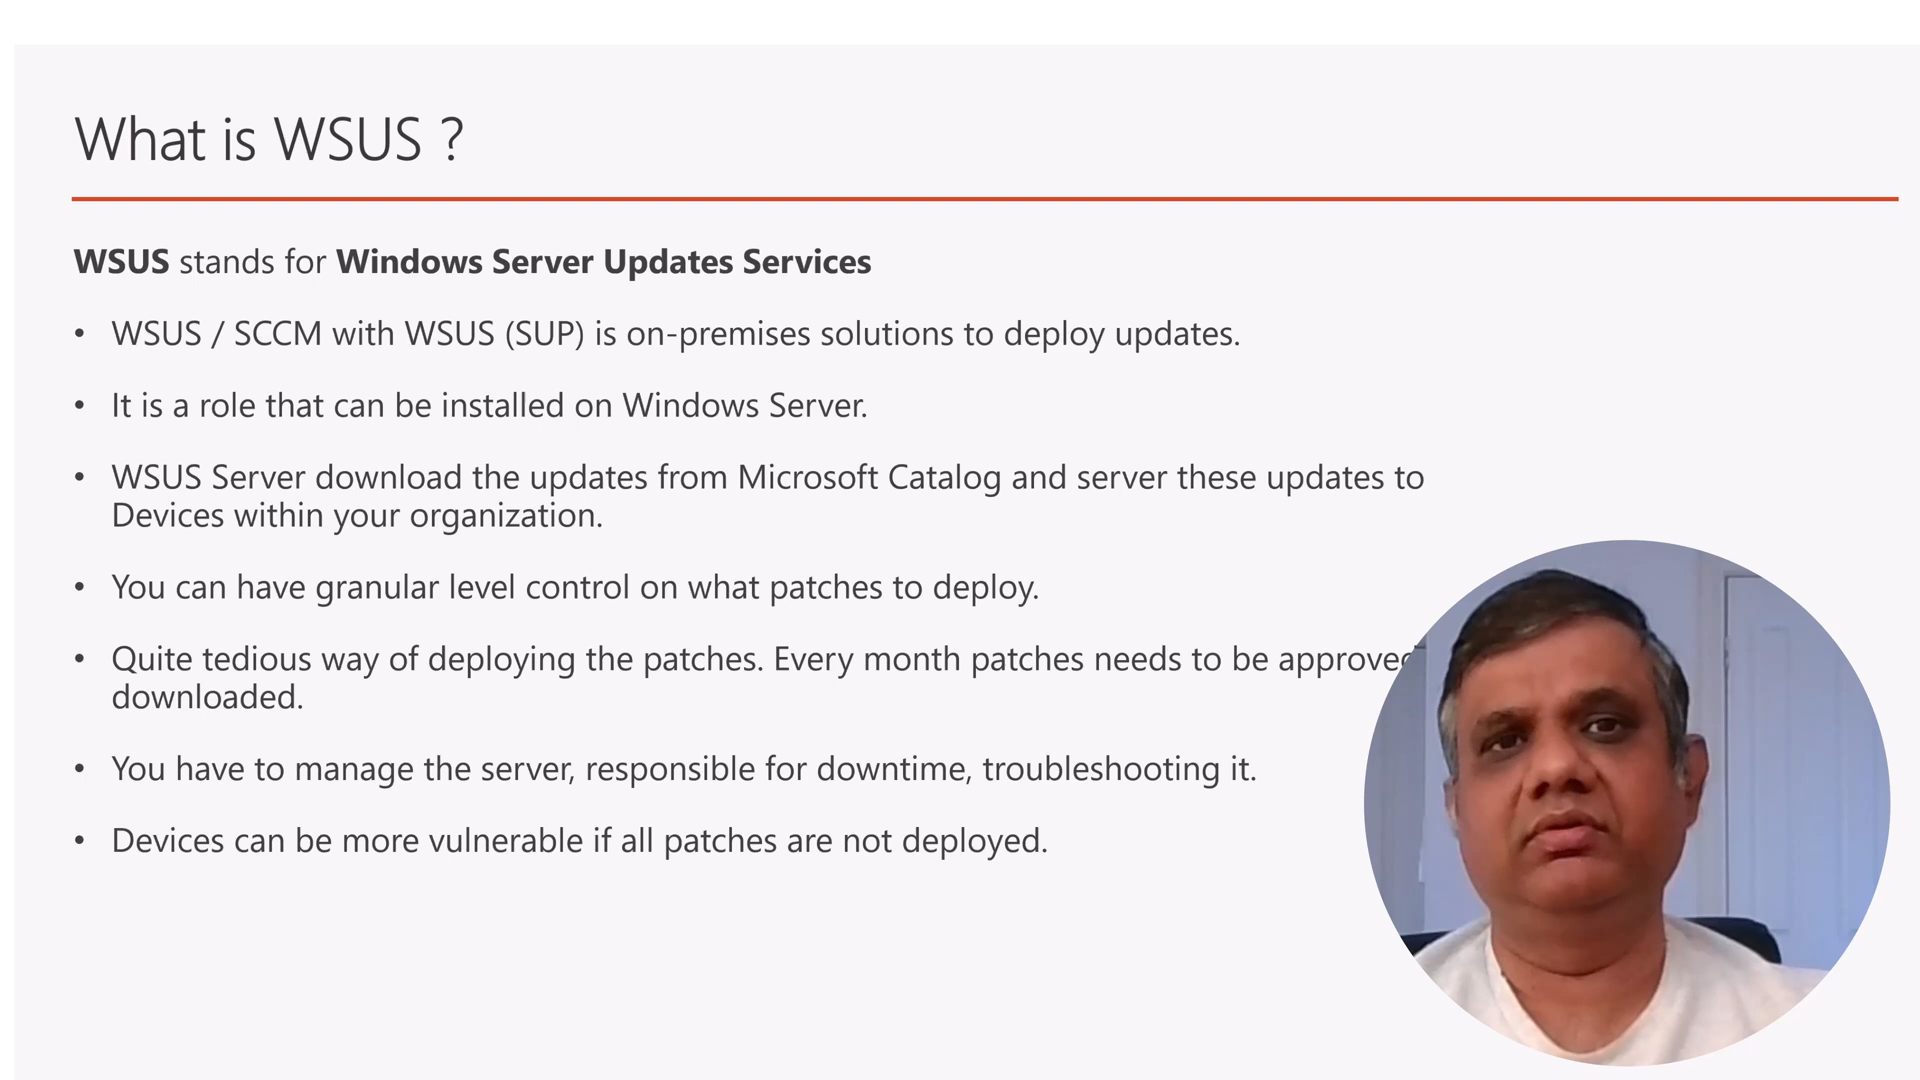 What is WSUS ?
WSUS stands for Windows Server Updates Services
• WSUS / SCCM with WSUS (SUP) is on-premises solutions to deploy updates.
• It is a role that can be installed on Windows Server.
• WSUS Server download the updates from Microsoft Catalog and server these updates to
Devices within your organization.
• You can have granular level control on what patches to deploy.
• Quite tedious way of deploying the patches. Every month patches needs to be approved
downloaded.
• You have to manage the server, responsible for downtime, troubleshooting it.
• Devices can be more vulnerable if all patches are not deployed.